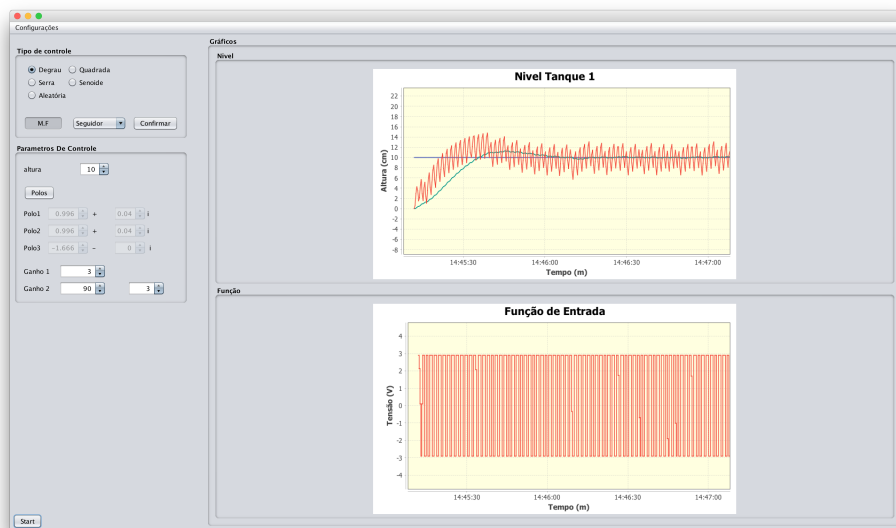 Configurações
Tipo de controle
Degrau Quadrada
Serra Senoide
Aleatória
M.F Seguidor Confirmar
Parametros De Controle
altura 10
Polos
Polo1 0.996 + 0.04 i
Polo2 0.996 + 0.04 i
Polo3 -1.666 - 0 i
Ganho 1 3
Ganho 2 90 3
Start
Gráficos
Nivel
Nivel Tanque 1
Altura (cm)
22
20
18
16
14
12
10
8
6
4
2
0
-2
-4
-6
-8
14:45:30 14:46:00 14:46:30 14:47:00
Tempo (m)
Função
Função de Entrada
Tensão (V)
4
3
2
1
0
-1
-2
-3
-4
14:45:30 14:46:00 14:46:30 14:47:00
Tempo (m)